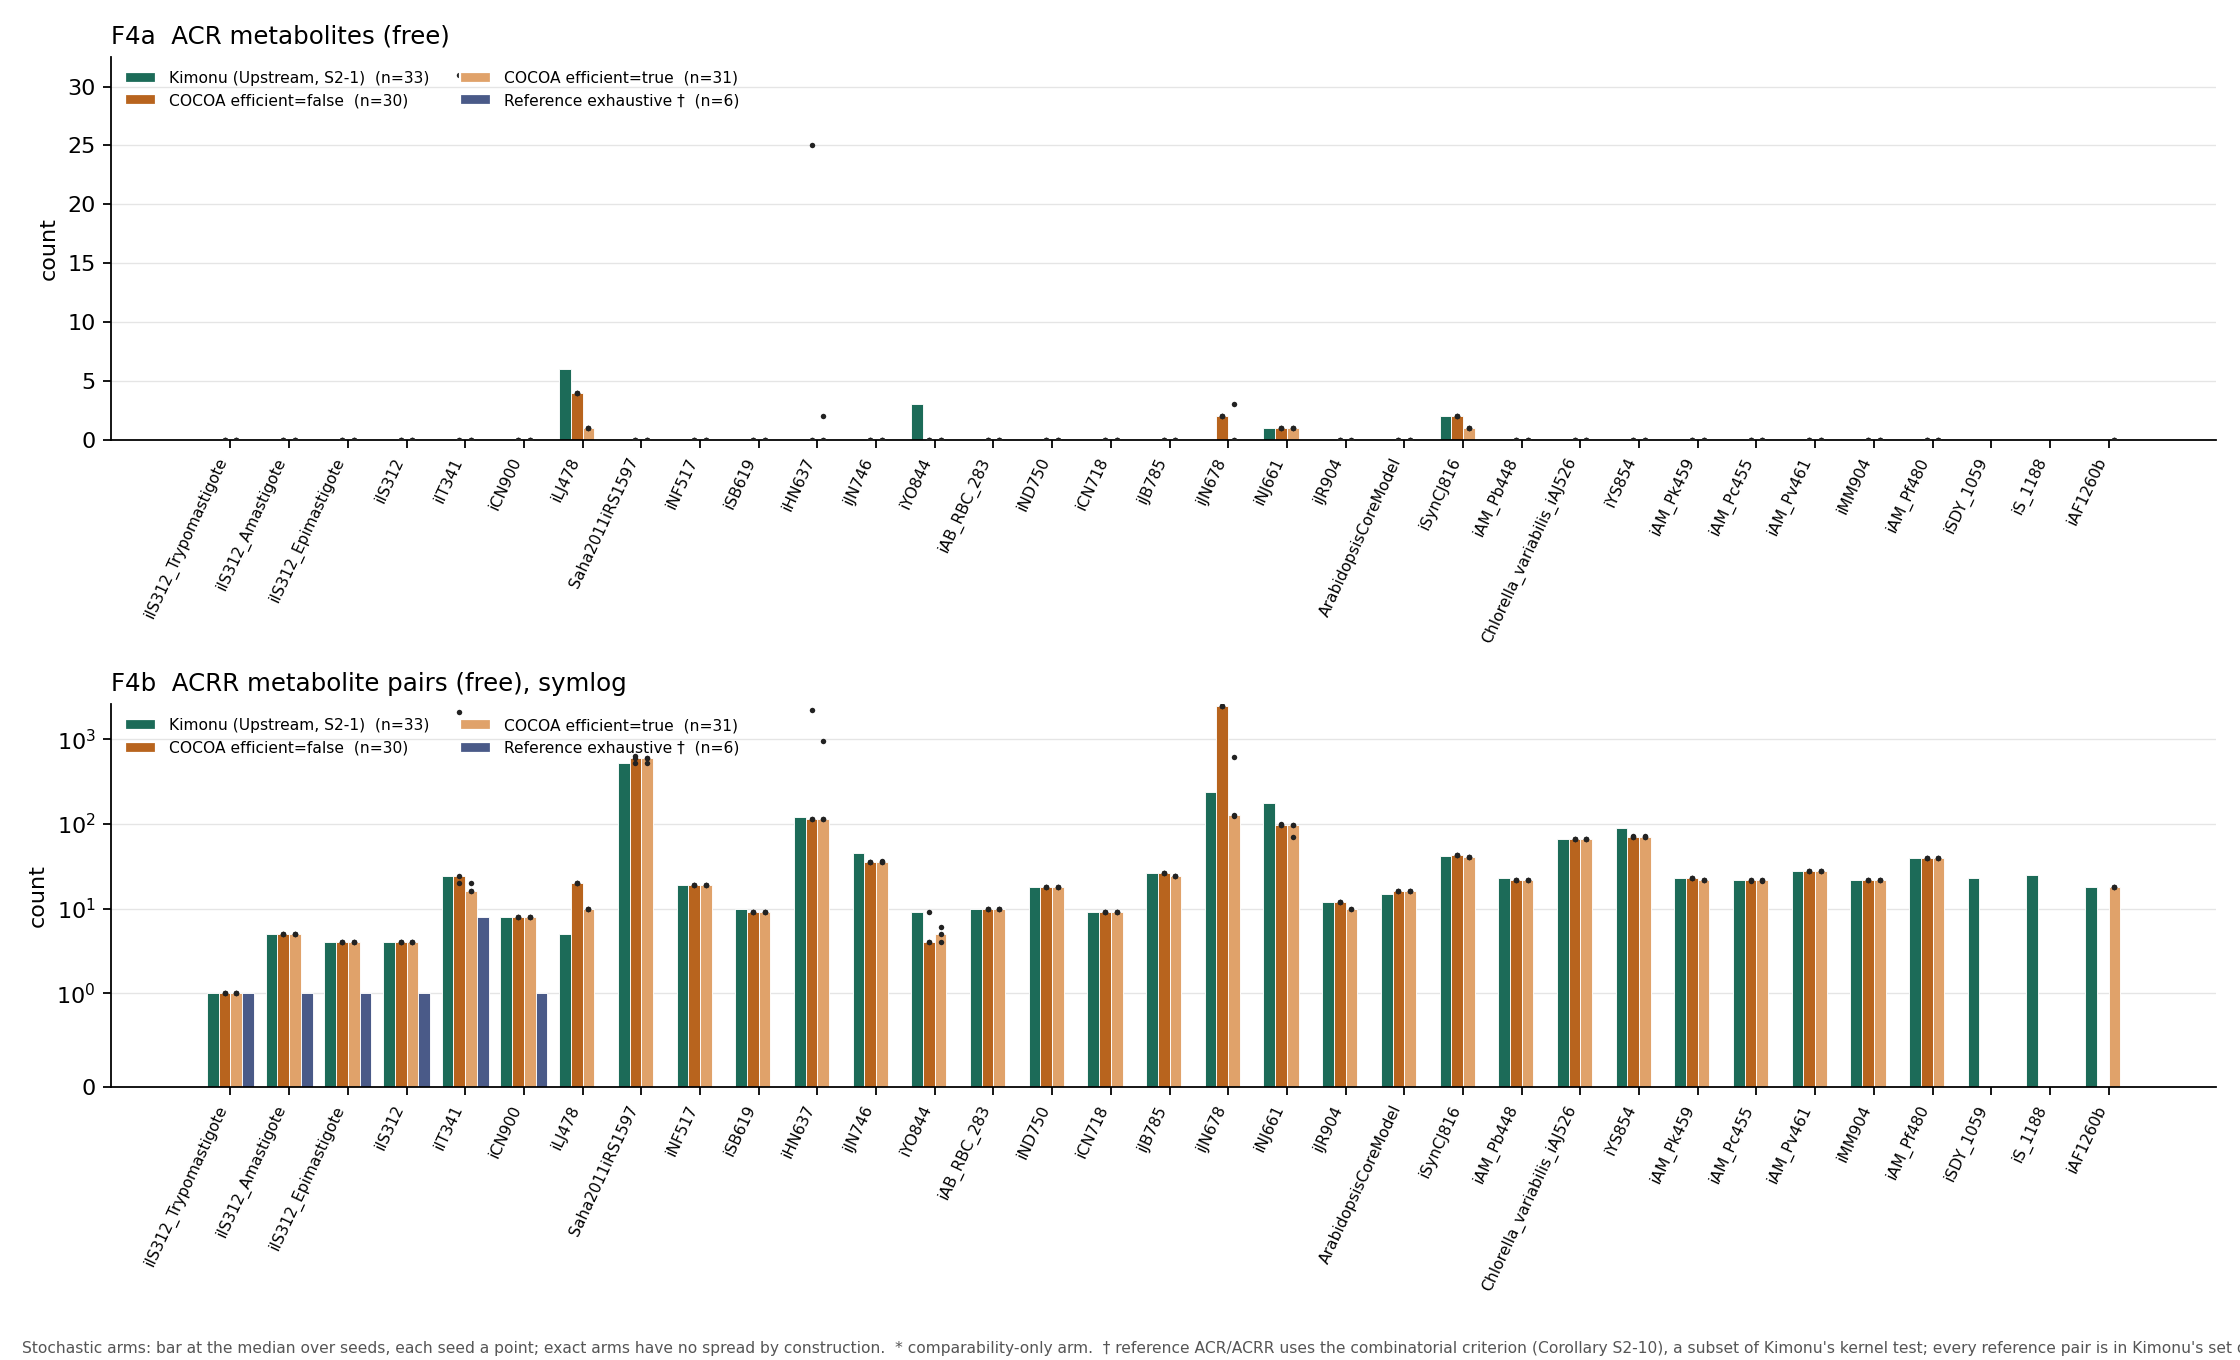 F4a  ACR metabolites (free)
Kimonu (Upstream, S2-1)  (n=33)
COCOA efficient=false  (n=30)
COCOA efficient=true  (n=31)
Reference exhaustive †  (n=6)
count
30
25
20
15
10
5
0
iIS312_Trypomastigote
iIS312_Amastigote
iIS312_Epimastigote
iIS312
iIT341
iCN900
iLJ478
Saha2011iRS1597
iNF517
iSB619
iHN637
iJN746
iYO844
iAB_RBC_283
iND750
iCN718
iJB785
iJN678
iNJ661
iJR904
ArabidopsisCoreModel
iSynCJ816
iAM_Pb448
Chlorella_variabilis_iAJ526
iYS854
iAM_Pk459
iAM_Pc455
iAM_Pv461
iMM904
iAM_Pf480
iSDY_1059
iS_1188
iAF1260b
F4b  ACRR metabolite pairs (free), symlog
Kimonu (Upstream, S2-1)  (n=33)
COCOA efficient=false  (n=30)
COCOA efficient=true  (n=31)
Reference exhaustive †  (n=6)
count
10³
10²
10¹
10⁰
0
iIS312_Trypomastigote
iIS312_Amastigote
iIS312_Epimastigote
iIS312
iIT341
iCN900
iLJ478
Saha2011iRS1597
iNF517
iSB619
iHN637
iJN746
iYO844
iAB_RBC_283
iND750
iCN718
iJB785
iJN678
iNJ661
iJR904
ArabidopsisCoreModel
iSynCJ816
iAM_Pb448
Chlorella_variabilis_iAJ526
iYS854
iAM_Pk459
iAM_Pc455
iAM_Pv461
iMM904
iAM_Pf480
iSDY_1059
iS_1188
iAF1260b
Stochastic arms: bar at the median over seeds, each seed a point; exact arms have no spread by construction.  * comparability-only arm.  † reference ACR/ACRR uses the combinatorial criterion (Corollary S2-10), a subset of Kimonu's kernel test; every reference pair is in Kimonu's set